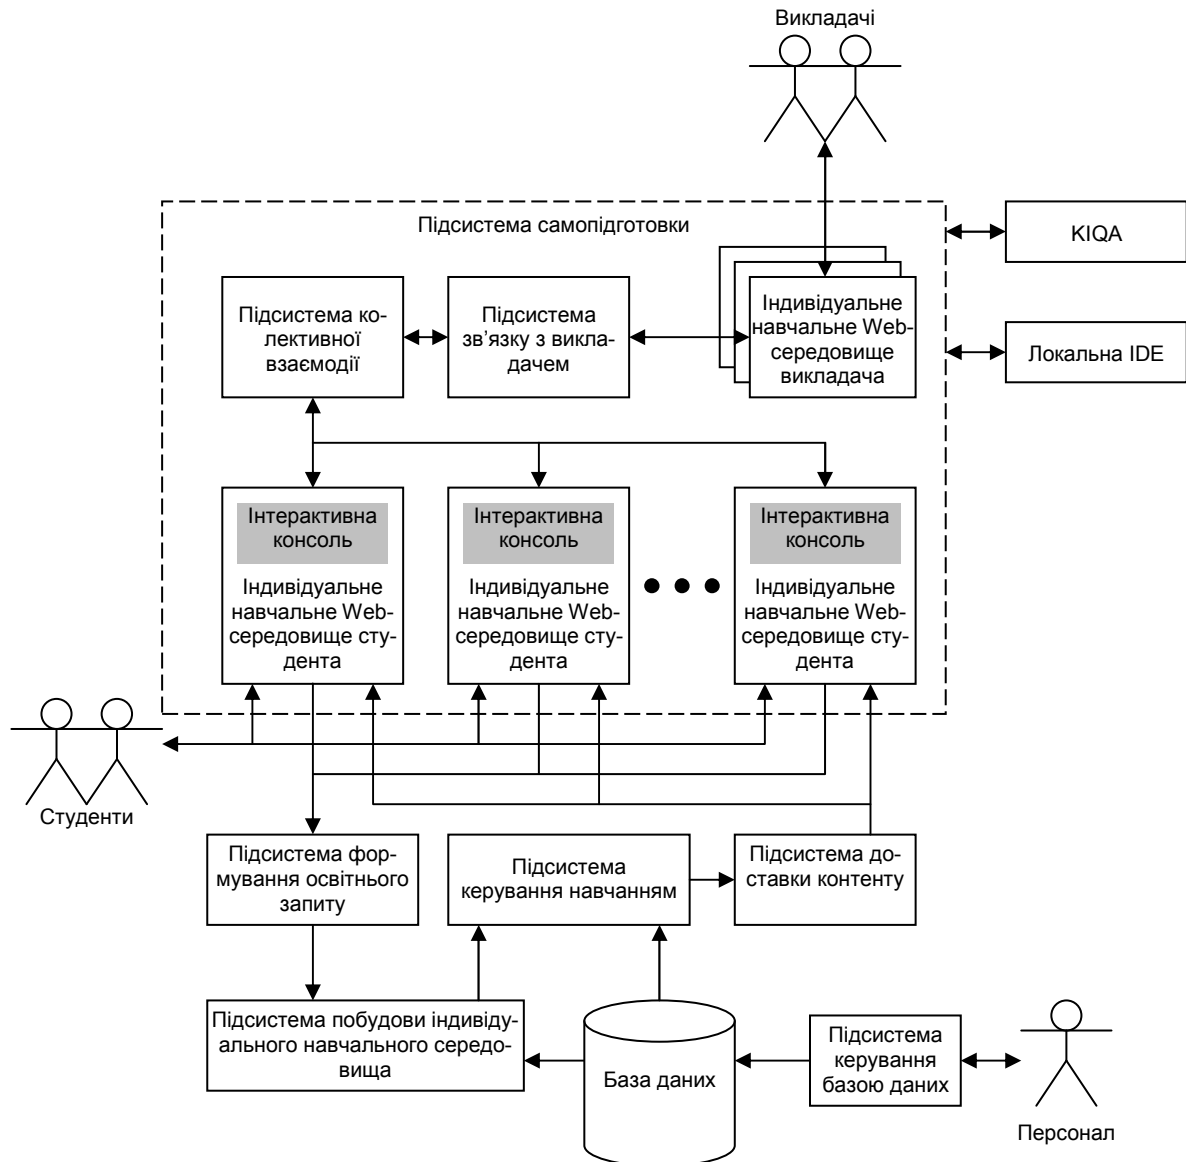 Викладачі
Підсистема самопідготовки
KIQA
Підсистема ко-
лективної
взаємодії
Підсистема
зв’язку з викла-
дачем
Індивідуальне
навчальне Web-
середовище
викладача
Локальна IDE
Інтерактивна
консоль
Індивідуальне
навчальне Web-
середовище сту-
дента
Інтерактивна
консоль
Індивідуальне
навчальне Web-
середовище сту-
дента
Інтерактивна
консоль
Індивідуальне
навчальне Web-
середовище сту-
дента
Студенти
Підсистема фор-
мування освітнього
запиту
Підсистема
керування навчанням
Підсистема до-
ставки контенту
Підсистема побудови індивіду-
ального навчального середо-
вища
База даних
Підсистема
керування
базою даних
Персонал